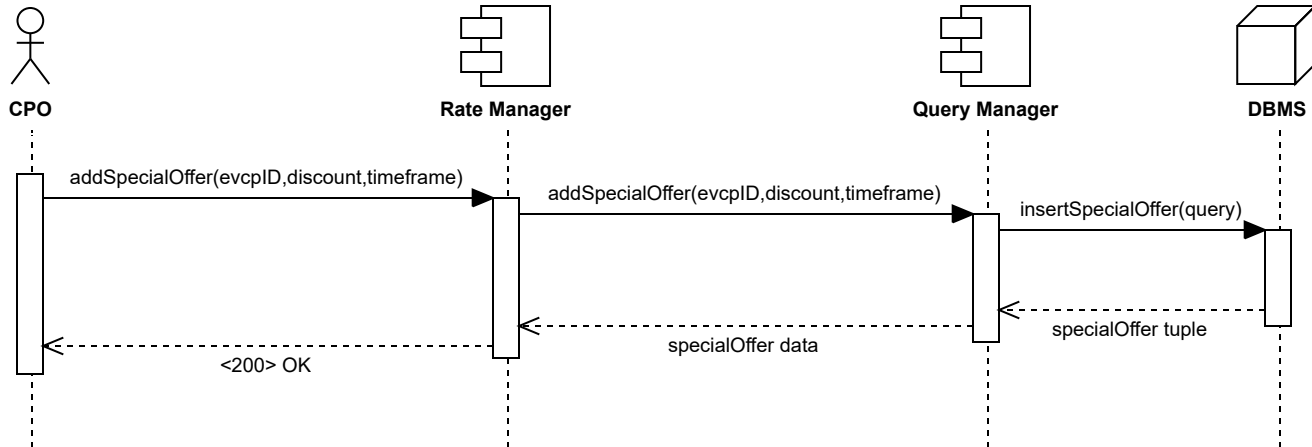 CPO
Rate Manager
Query Manager
DBMS
addSpecialOffer(evcpID,discount,timeframe)
addSpecialOffer(evcpID,discount,timeframe)
insertSpecialOffer(query)
specialOffer tuple
specialOffer data
<200> OK